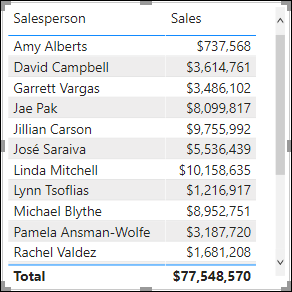 Salesperson Sales
Amy Alberts $737,568
David Campbell $3,614,761
Garrett Vargas $3,486,102
Jae Pak $8,099,817
Jillian Carson $9,755,992
José Saraiva $5,536,439
Linda Mitchell $10,158,635
Lynn Tsoflias $1,216,917
Michael Blythe $8,952,751
Pamela Ansman-Wolfe $3,187,720
Rachel Valdez $1,681,208
Total $77,548,570